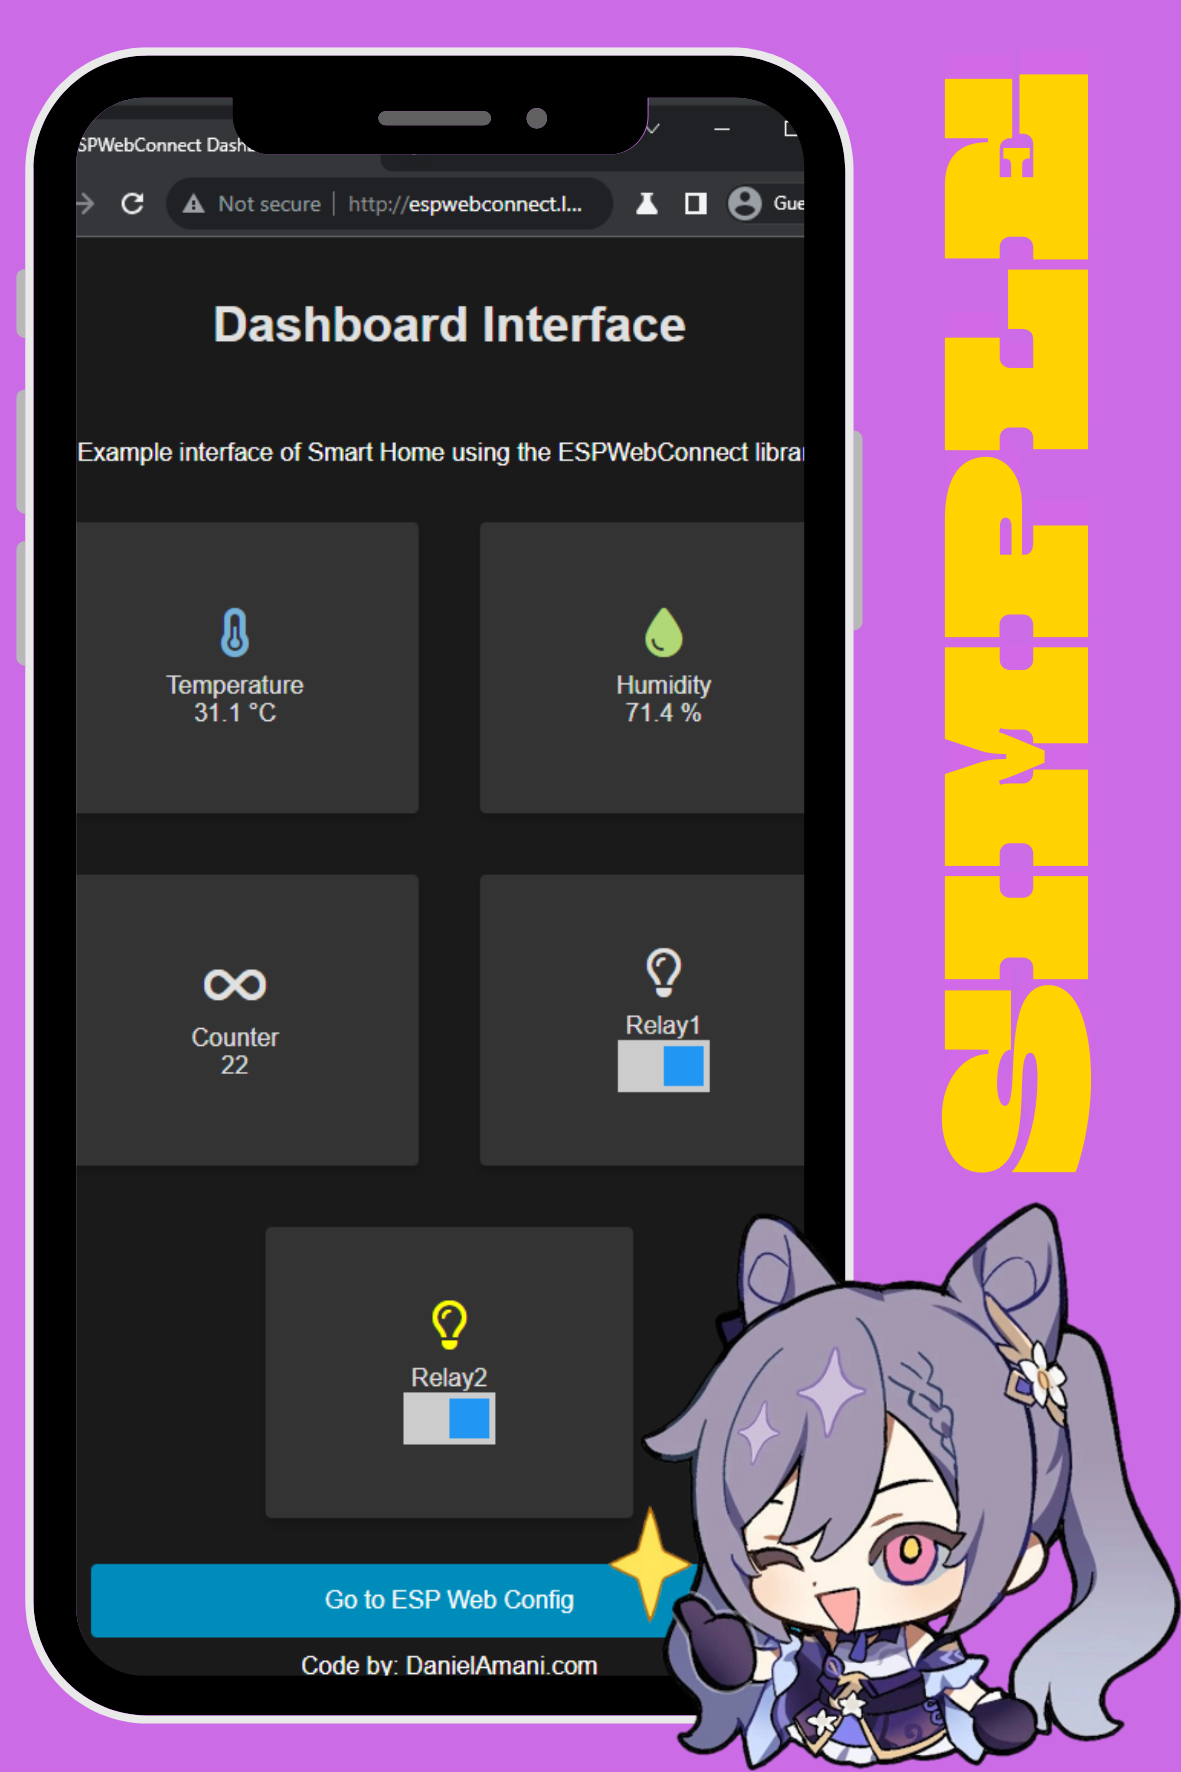 SPWebConnect Dash
Not secure | http://espwebconnect.l...
Gue
Dashboard Interface
Example interface of Smart Home using the ESPWebConnect librar
Temperature
31.1 °C
Humidity
71.4 %
Counter
22
Relay1
Relay2
Go to ESP Web Config
Code by: DanielAmani.com
SIMPLE